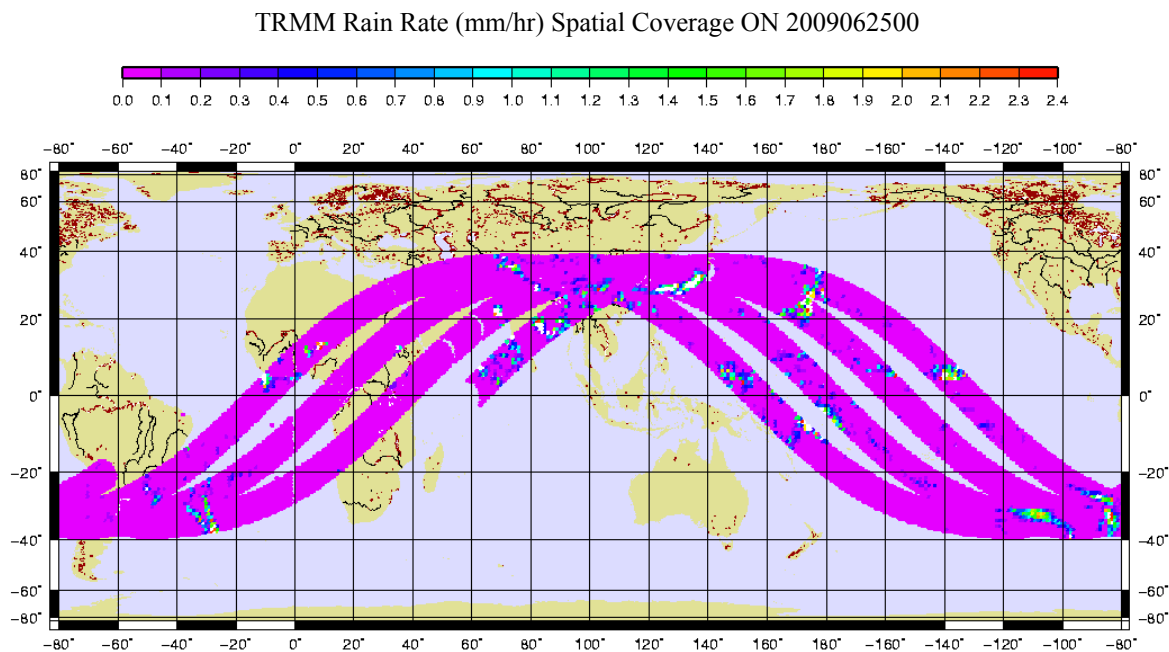 TRMM Rain Rate (mm/hr) Spatial Coverage ON 2009062500
0.0 0.1 0.2 0.3 0.4 0.5 0.6 0.7 0.8 0.9 1.0 1.1 1.2 1.3 1.4 1.5 1.6 1.7 1.8 1.9 2.0 2.1 2.2 2.3 2.4
−80° −60° −40° −20° 0° 20° 40° 60° 80° 100° 120° 140° 160° 180° −160° −140° −120° −100° −80°
80° 80°
60° 60°
40° 40°
20° 20°
0° 0°
−20° −20°
−40° −40°
−60° −60°
−80° −80°
−80° −60° −40° −20° 0° 20° 40° 60° 80° 100° 120° 140° 160° 180° −160° −140° −120° −100° −80°